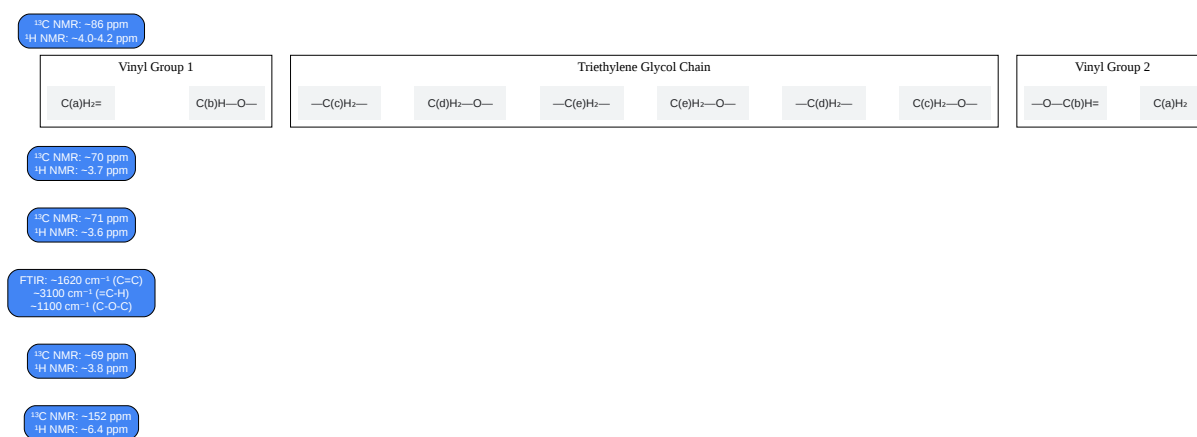 ¹³C NMR: ~86 ppm
¹H NMR: ~4.0-4.2 ppm
Vinyl Group 1
Triethylene Glycol Chain
Vinyl Group 2
C(a)H₂=
C(b)H—O—
—C(c)H₂—
C(d)H₂—O—
—C(e)H₂—
C(e)H₂—O—
—C(d)H₂—
C(c)H₂—O—
—O—C(b)H=
C(a)H₂
¹³C NMR: ~70 ppm
¹H NMR: ~3.7 ppm
¹³C NMR: ~71 ppm
¹H NMR: ~3.6 ppm
FTIR: ~1620 cm⁻¹ (C=C)
~3100 cm⁻¹ (=C-H)
~1100 cm⁻¹ (C-O-C)
¹³C NMR: ~69 ppm
¹H NMR: ~3.8 ppm
¹³C NMR: ~152 ppm
¹H NMR: ~6.4 ppm